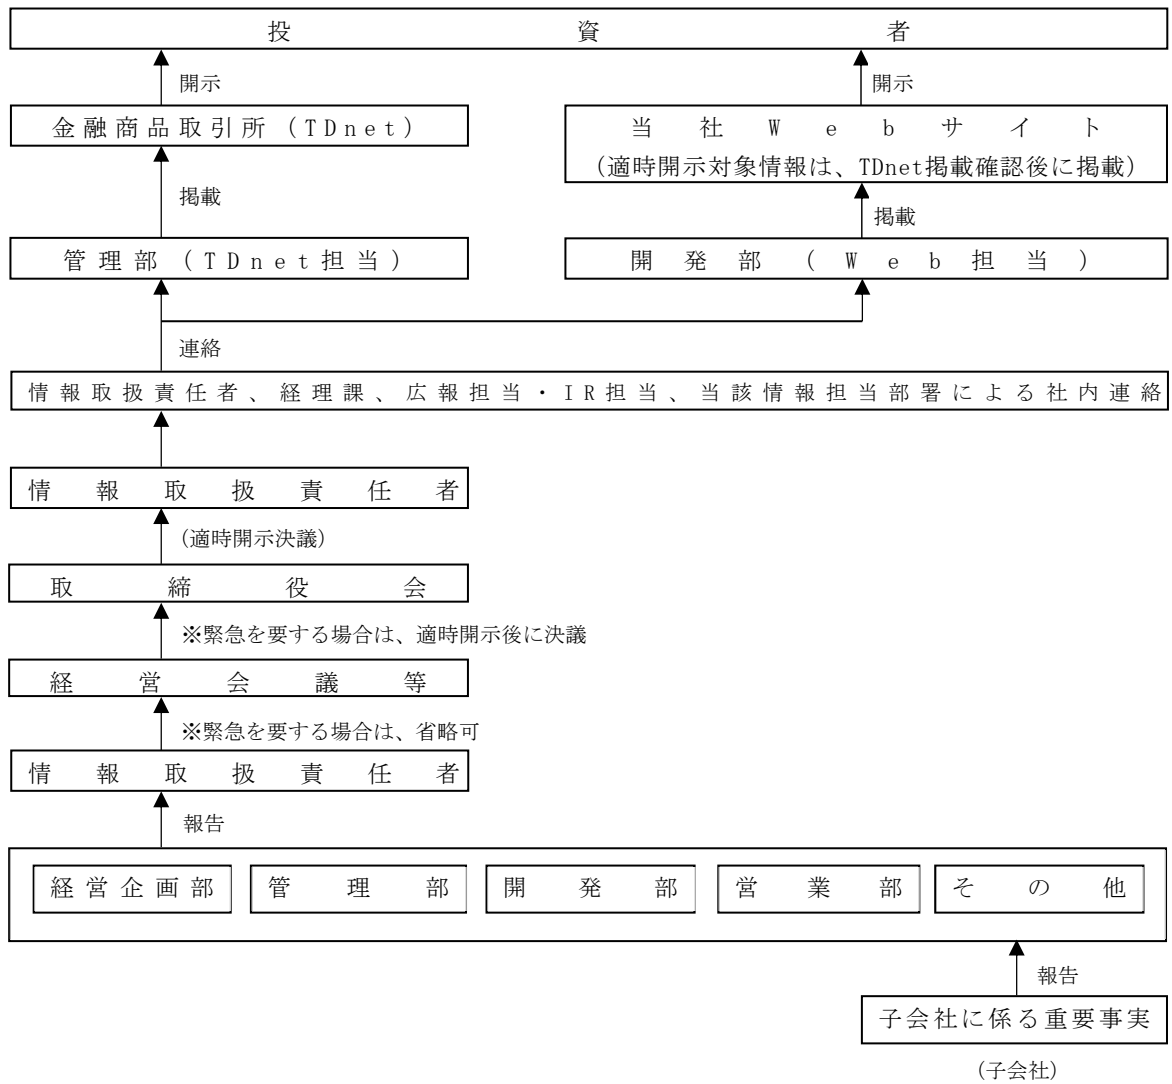 投資者
開示
開示
金融商品取引所(TDnet)
当社Webサイト
(適時開示対象情報は、TDnet掲載確認後に掲載)
掲載
掲載
管理部(TDnet担当)
開発部(Web担当)
連絡
情報取扱責任者、経理課、広報担当・IR担当、当該情報担当部署による社内連絡
情報取扱責任者
(適時開示決議)
取締役会
※緊急を要する場合は、適時開示後に決議
経営会議等
※緊急を要する場合は、省略可
情報取扱責任者
報告
経営企画部 管理部 開発部 営業部 その他
報告
子会社に係る重要事実
(子会社)